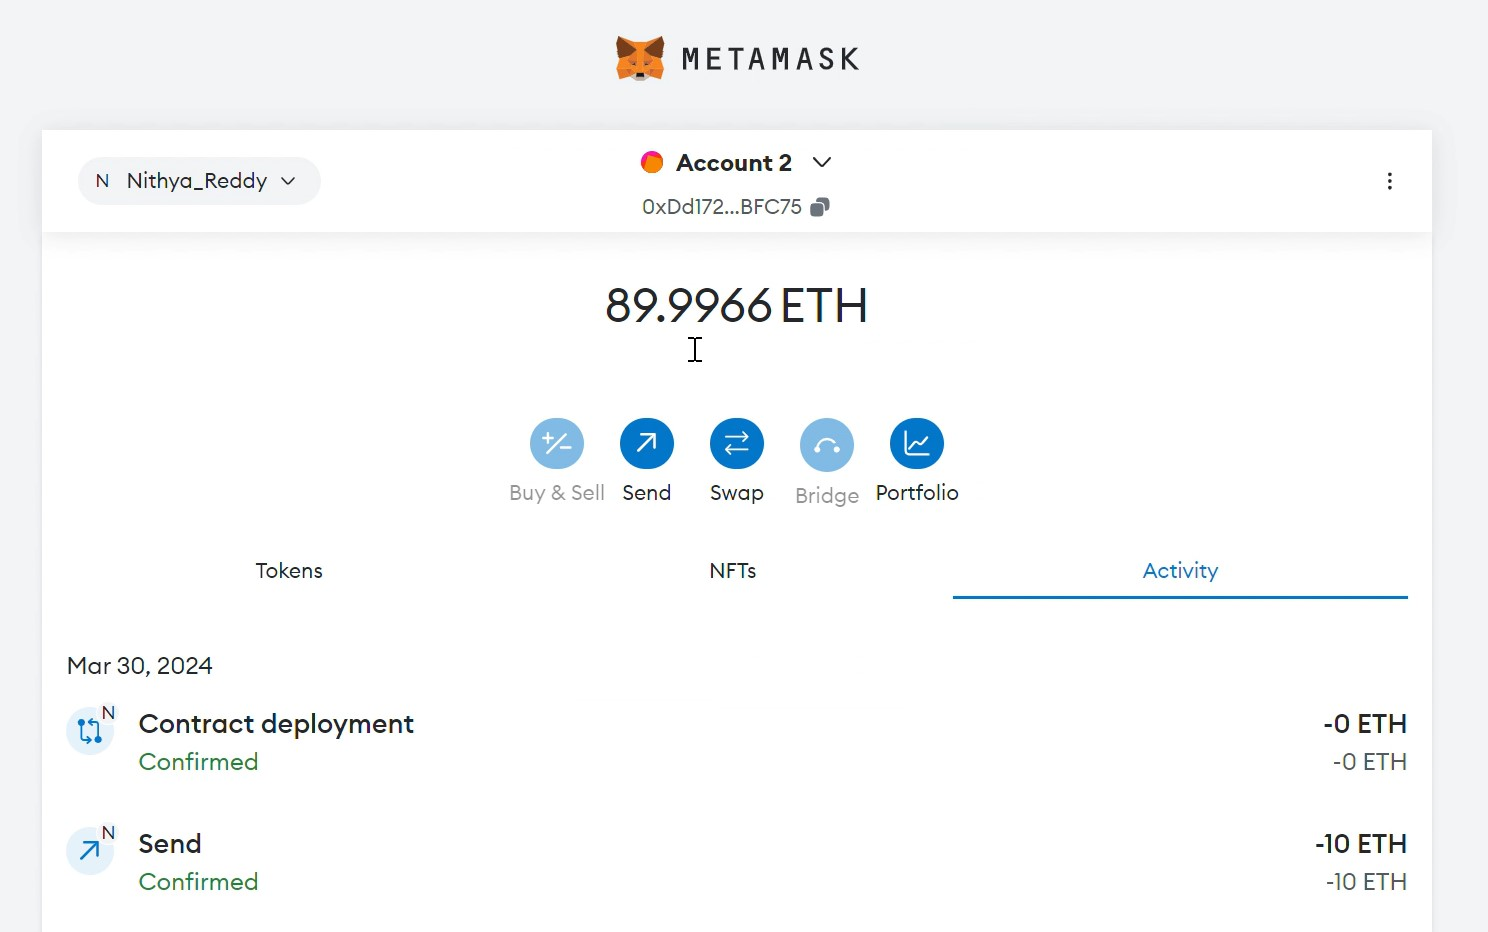 METAMASK
N Nithya_Reddy
Account 2
0xDd172...BFC75
89.9966 ETH
Buy & Sell
Send
Swap
Bridge
Portfolio
Tokens
NFTs
Activity
Mar 30, 2024
N
Contract deployment
-0 ETH
Confirmed
-0 ETH
N
Send
-10 ETH
Confirmed
-10 ETH